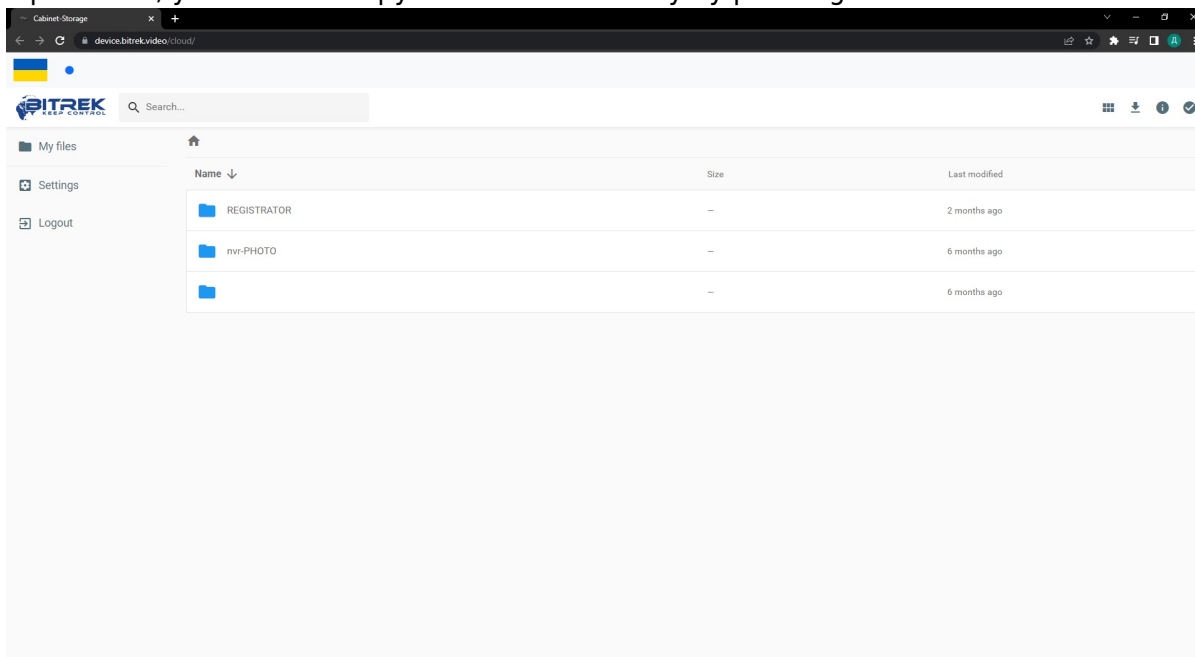 Cabinet-Storage
device.bitrek.video/cloud/
BITREK
KEEP CONTROL
Search...
My files
Settings
Logout
Name Size Last modified
REGISTRATOR – 2 months ago
nvr-PHOTO – 6 months ago
– 6 months ago